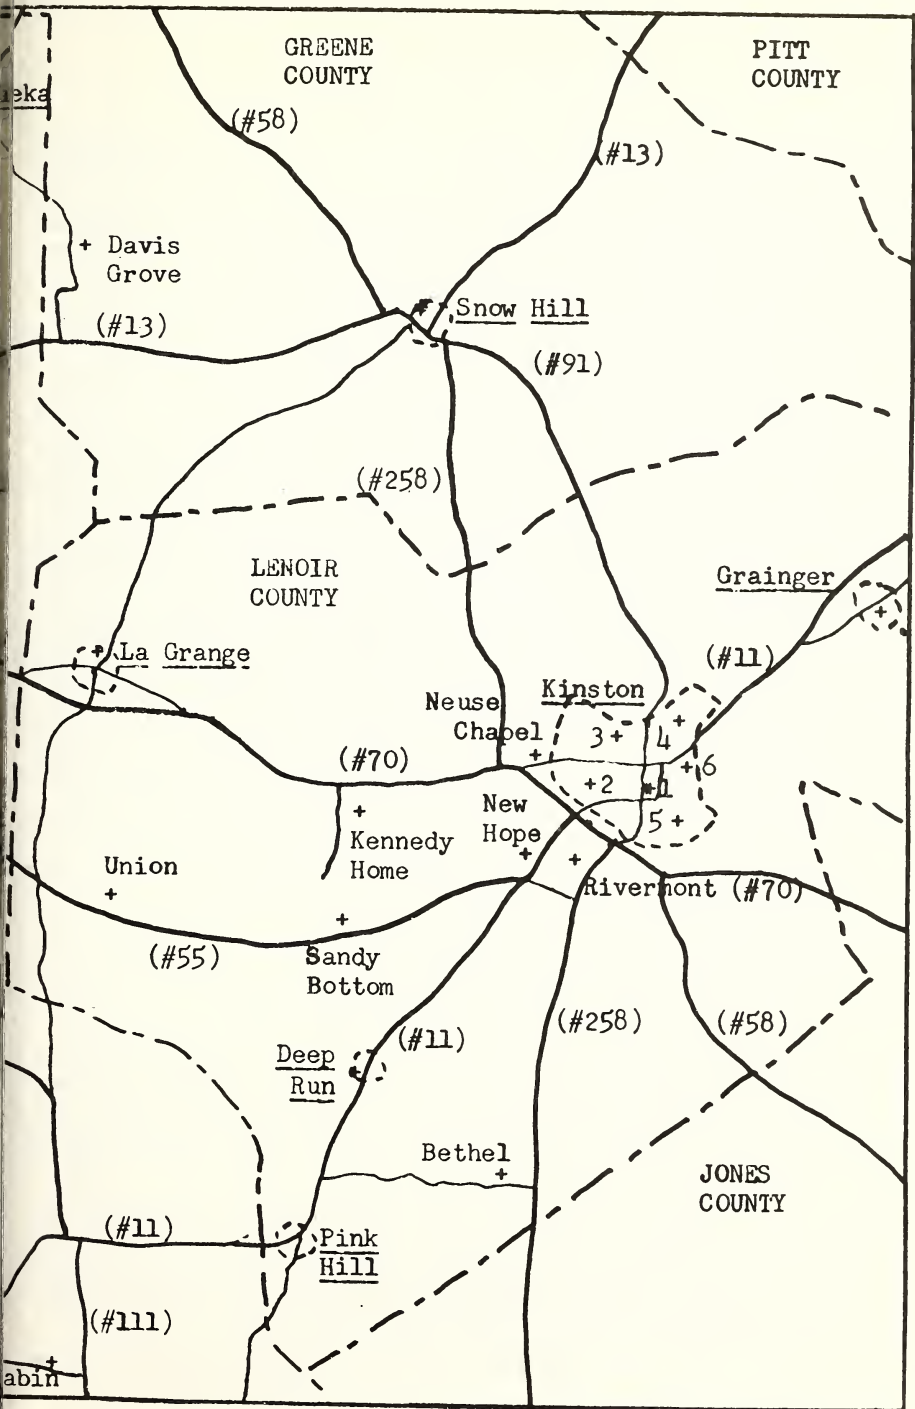 GREENE
COUNTY
PITT
COUNTY
(#58)
(#13)
Davis
Grove
(#13)
Snow Hill
(#91)
(#258)
LENOIR
COUNTY
Grainger
La Grange
(#11)
Kinston
Neuse
Chapel
3
4
(#70)
6
2
1
New
Hope
5
Kennedy
Home
Union
Rivermont
(#70)
(#55)
Sandy
Bottom
(#258)
(#58)
(#11)
Deep
Run
Bethel
JONES
COUNTY
(#11)
Pink
Hill
(#111)